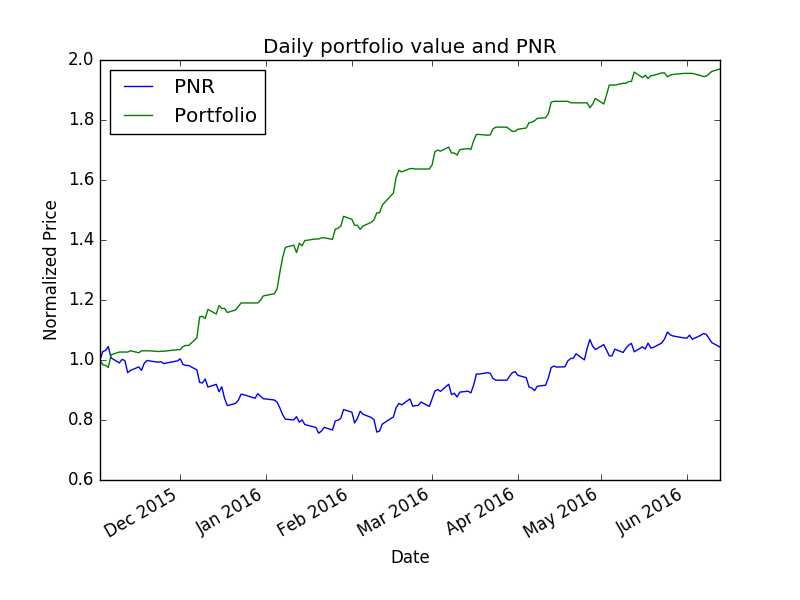 Daily portfolio value and PNR
PNR
Portfolio
2.0
1.8
1.6
1.4
1.2
1.0
0.8
0.6
Normalized Price
Dec 2015
Jan 2016
Feb 2016
Mar 2016
Apr 2016
May 2016
Jun 2016
Date